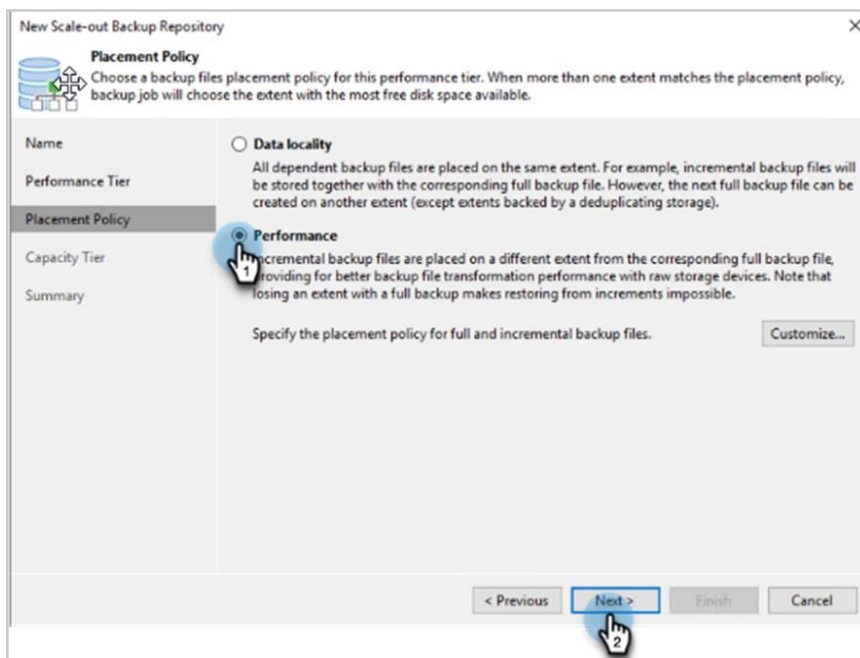 New Scale-out Backup Repository
Placement Policy
Choose a backup files placement policy for this performance tier. When more than one extent matches the placement policy,
backup job will choose the extent with the most free disk space available.
Name
Performance Tier
Placement Policy
Capacity Tier
Summary
Data locality
All dependent backup files are placed on the same extent. For example, incremental backup files will
be stored together with the corresponding full backup file. However, the next full backup file can be
created on another extent (except extents backed by a deduplicating storage).
Performance
ncremental backup files are placed on a different extent from the corresponding full backup file,
providing for better backup file transformation performance with raw storage devices. Note that
losing an extent with a full backup makes restoring from increments impossible.
Specify the placement policy for full and incremental backup files.
Customize...
1
< Previous
Next >
Finish
Cancel
2